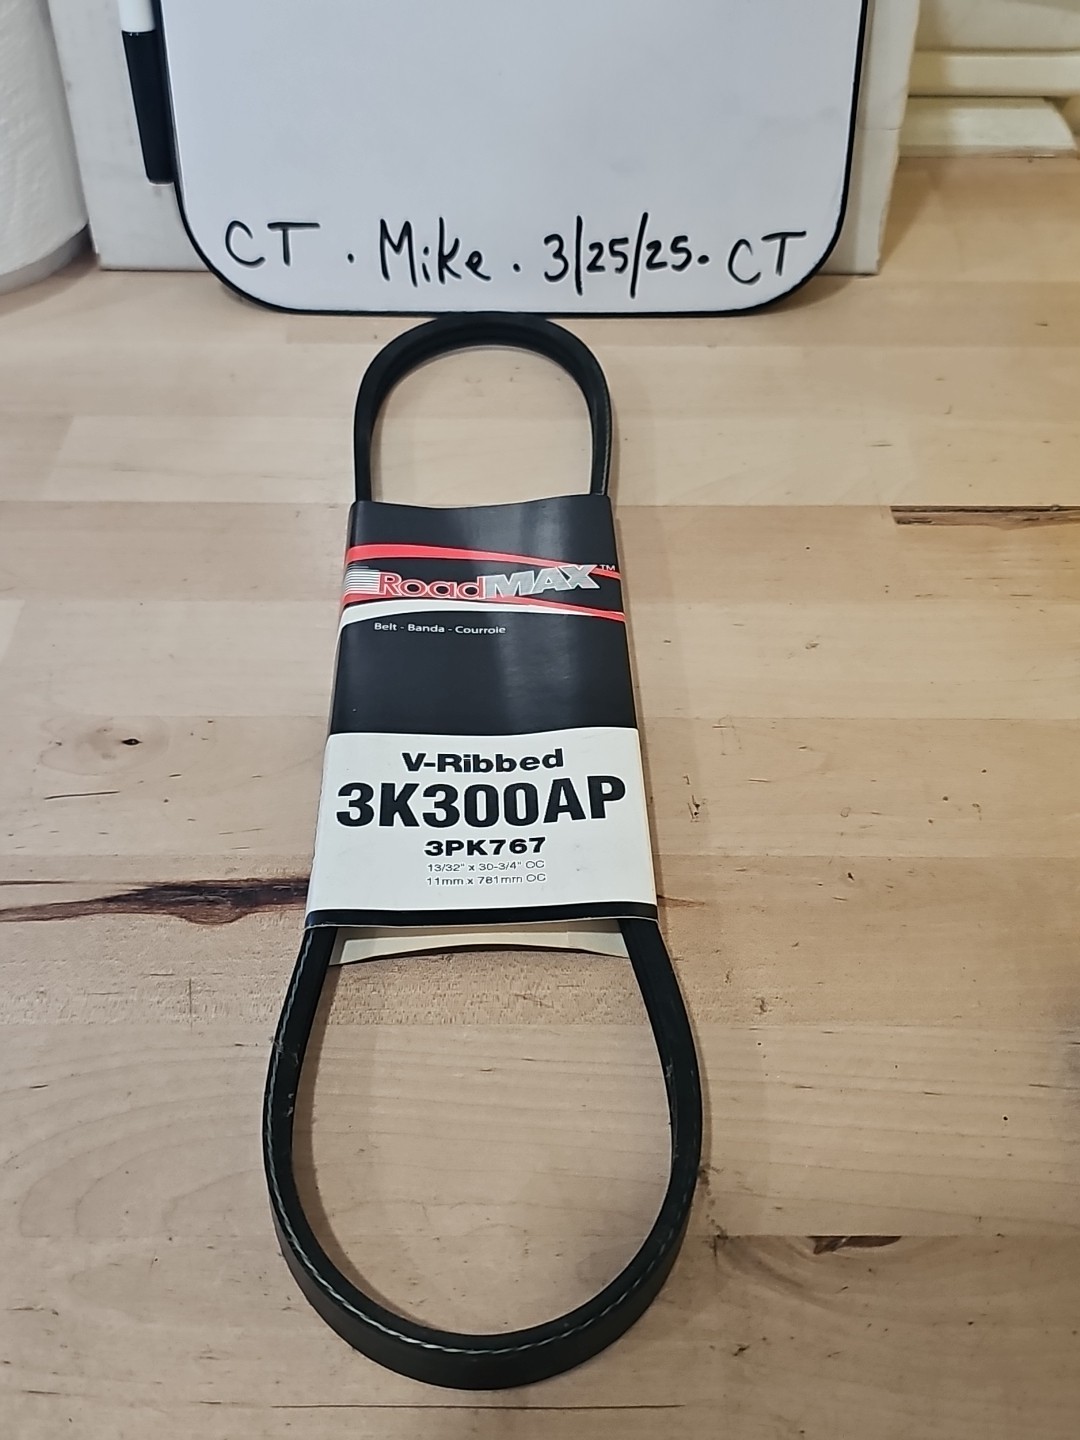 CT . Mike . 3/25/25. CT
RoadMAX™
Belt - Banda - Courroie
V-Ribbed
3K300AP
3PK767
13/32" x 30-3/4" OC
11mm x 781mm OC